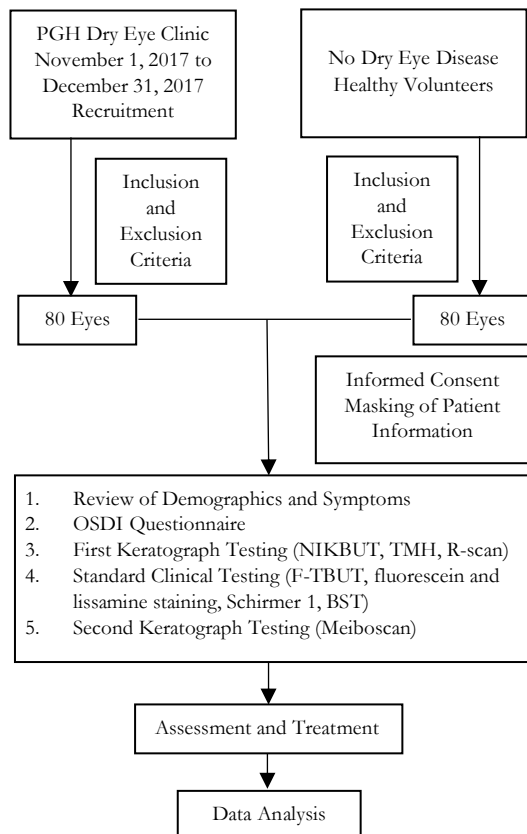 PGH Dry Eye Clinic
November 1, 2017 to
December 31, 2017
Recruitment
No Dry Eye Disease
Healthy Volunteers
Inclusion
and
Exclusion
Criteria
Inclusion
and
Exclusion
Criteria
80 Eyes
80 Eyes
Informed Consent
Masking of Patient
Information
1. Review of Demographics and Symptoms
2. OSDI Questionnaire
3. First Keratograph Testing (NIKBUT, TMH, R-scan)
4. Standard Clinical Testing (F-TBUT, fluorescein and
lissamine staining, Schirmer 1, BST)
5. Second Keratograph Testing (Meiboscan)
Assessment and Treatment
Data Analysis